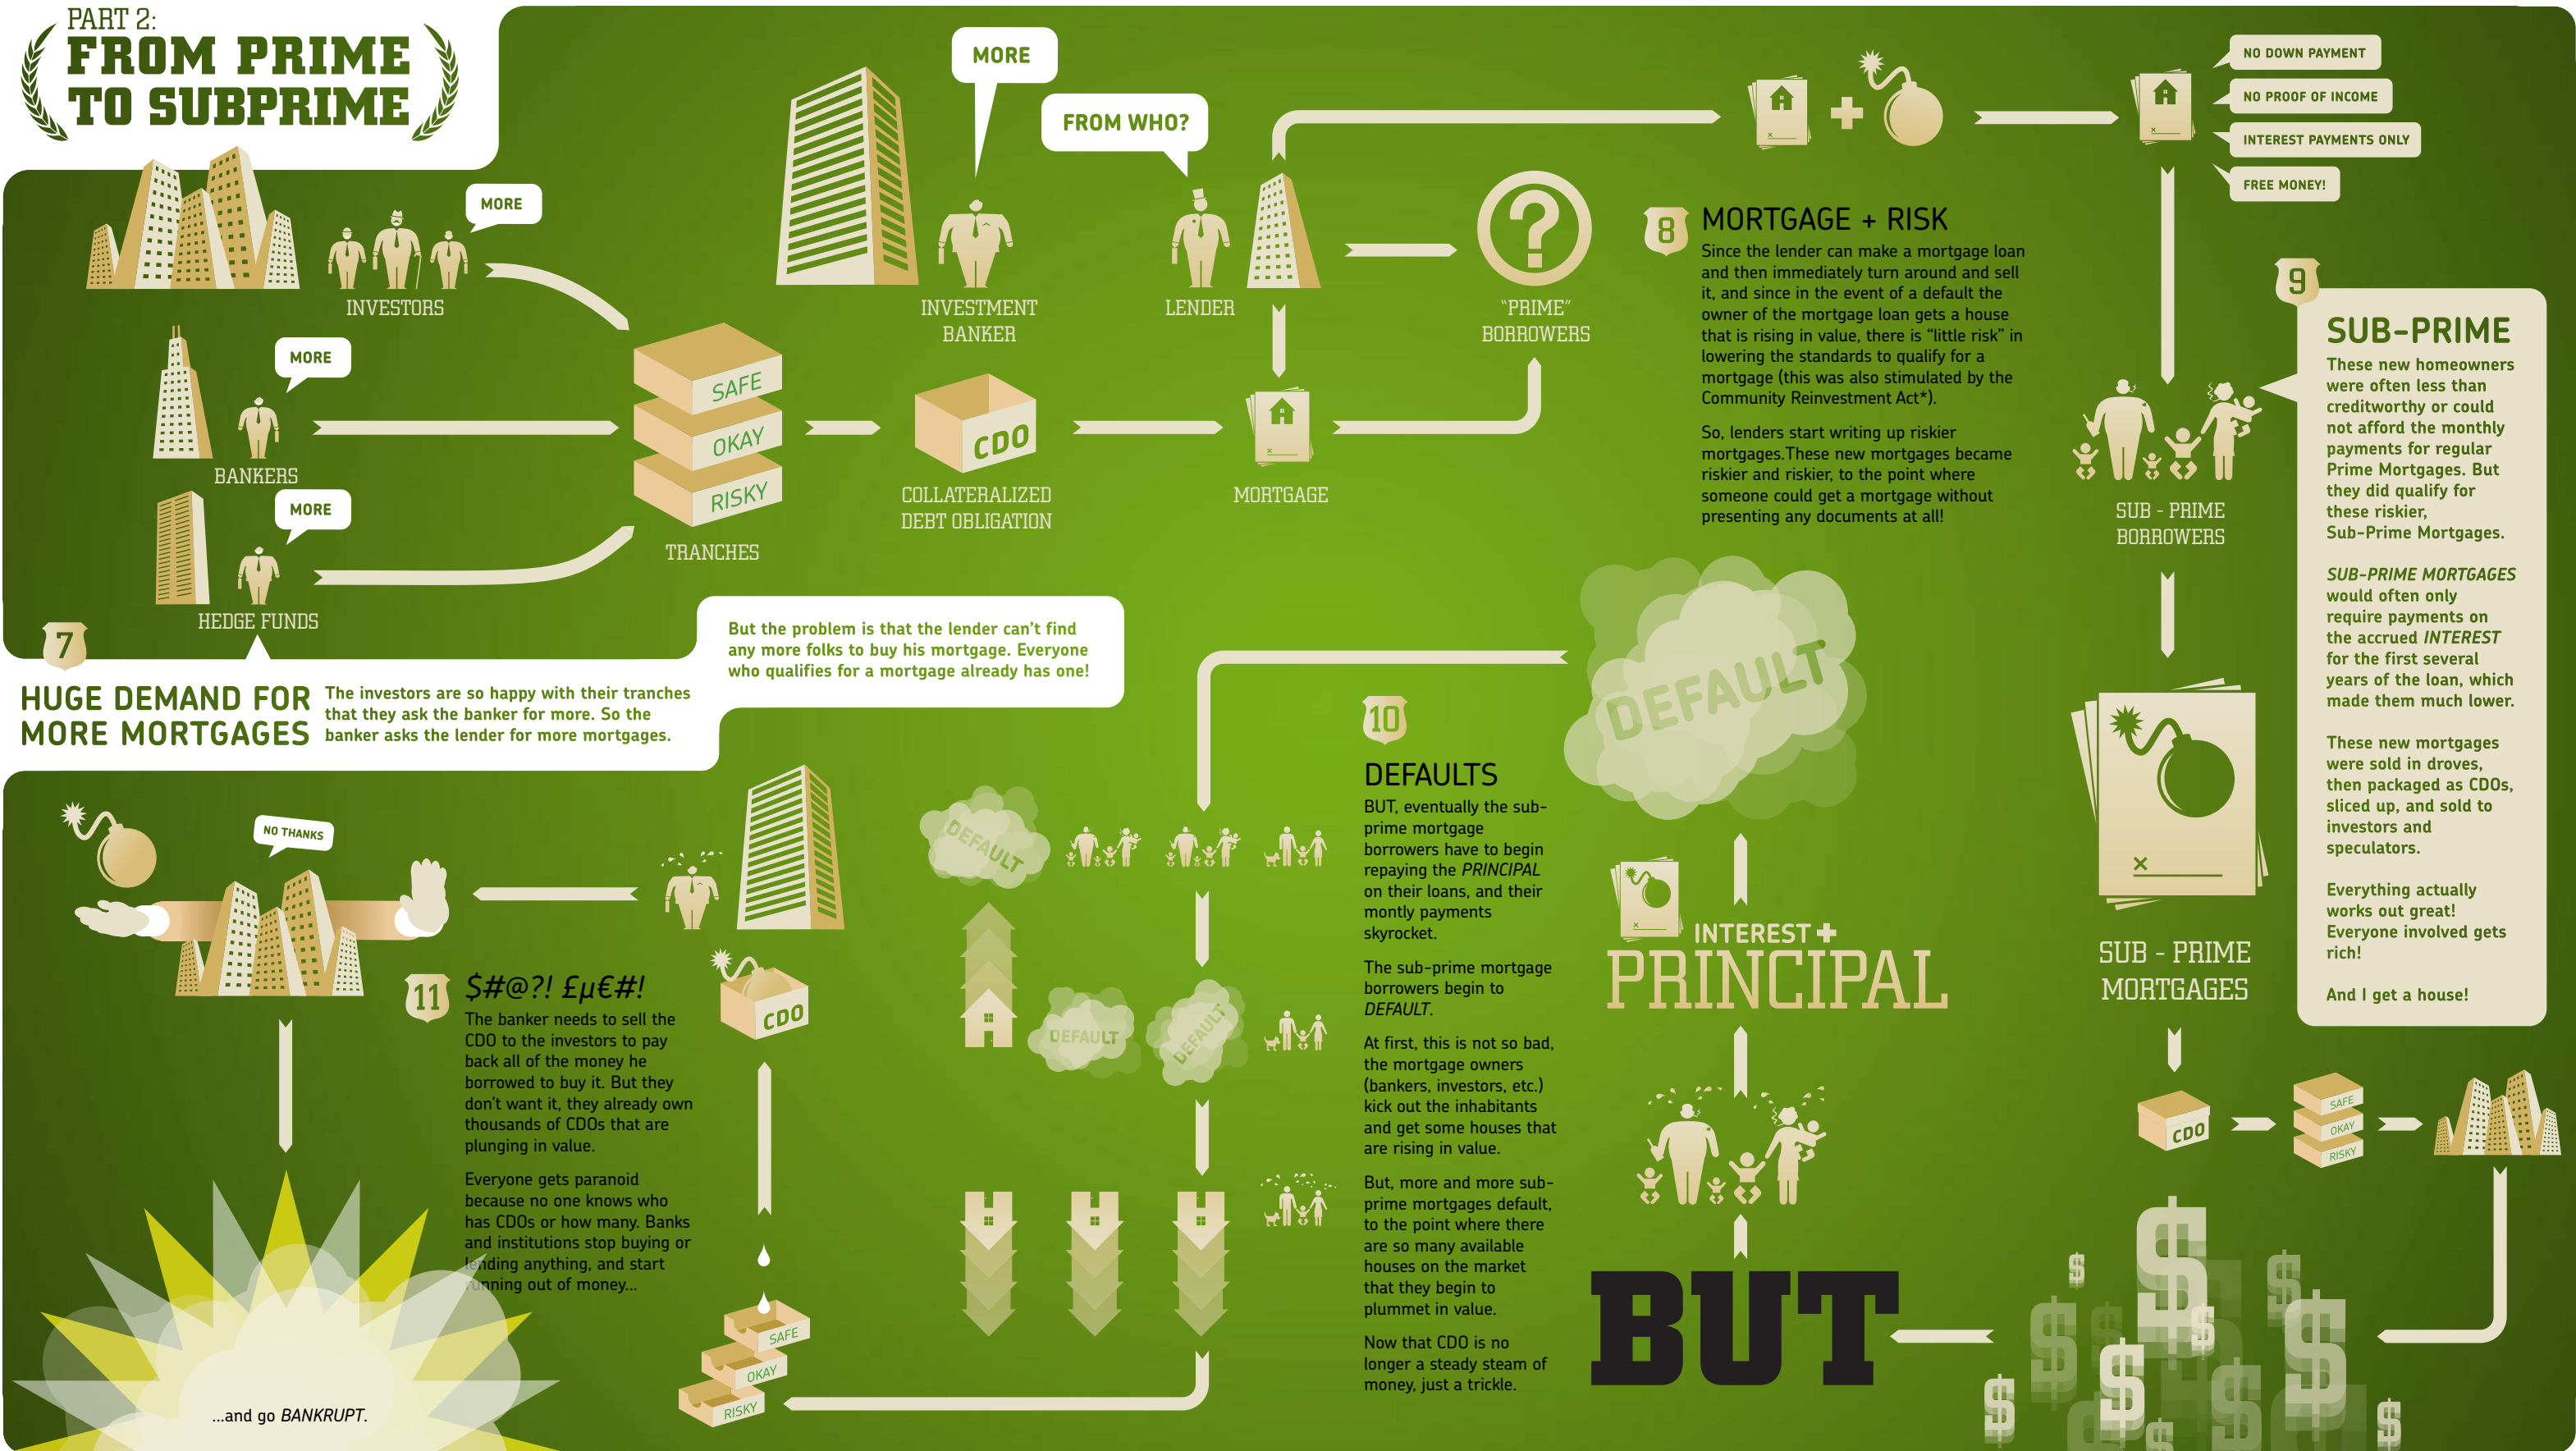 PART 2:
FROM PRIME
TO SUBPRIME
MORE
INVESTORS
MORE
BANKERS
MORE
HEDGE FUNDS
SAFE
OKAY
RISKY
TRANCHES
MORE
INVESTMENT
BANKER
FROM WHO?
LENDER
"PRIME"
BORROWERS
CDO
COLLATERALIZED
DEBT OBLIGATION
MORTGAGE
7
HUGE DEMAND FOR
MORE MORTGAGES
The investors are so happy with their tranches
that they ask the banker for more. So the
banker asks the lender for more mortgages.
But the problem is that the lender can't find
any more folks to buy his mortgage. Everyone
who qualifies for a mortgage already has one!
8
MORTGAGE + RISK
Since the lender can make a mortgage loan
and then immediately turn around and sell
it, and since in the event of a default the
owner of the mortgage loan gets a house
that is rising in value, there is "little risk" in
lowering the standards to qualify for a
mortgage (this was also stimulated by the
Community Reinvestment Act*).
So, lenders start writing up riskier
mortgages.These new mortgages became
riskier and riskier, to the point where
someone could get a mortgage without
presenting any documents at all!
NO DOWN PAYMENT
NO PROOF OF INCOME
INTEREST PAYMENTS ONLY
FREE MONEY!
SUB - PRIME
BORROWERS
9
SUB-PRIME
These new homeowners
were often less than
creditworthy or could
not afford the monthly
payments for regular
Prime Mortgages. But
they did qualify for
these riskier,
Sub-Prime Mortgages.
SUB-PRIME MORTGAGES
would often only
require payments on
the accrued INTEREST
for the first several
years of the loan, which
made them much lower.
These new mortgages
were sold in droves,
then packaged as CDOs,
sliced up, and sold to
investors and
speculators.
Everything actually
works out great!
Everyone involved gets
rich!
And I get a house!
×
SUB - PRIME
MORTGAGES
CDO
SAFE
OKAY
RISKY
$
$
$
$
$
$
$
$
$
$
$
BUT
INTEREST +
PRINCIPAL
DEFAULT
10
DEFAULTS
BUT, eventually the sub-
prime mortgage
borrowers have to begin
repaying the PRINCIPAL
on their loans, and their
montly payments
skyrocket.
The sub-prime mortgage
borrowers begin to
DEFAULT.
At first, this is not so bad,
the mortgage owners
(bankers, investors, etc.)
kick out the inhabitants
and get some houses that
are rising in value.
But, more and more sub-
prime mortgages default,
to the point where there
are so many available
houses on the market
that they begin to
plummet in value.
Now that CDO is no
longer a steady steam of
money, just a trickle.
DEFAULT
DEFAULT
DEFAULT
SAFE
OKAY
RISKY
CDO
NO THANKS
11
$#@?! £µ€#!
The banker needs to sell the
CDO to the investors to pay
back all of the money he
borrowed to buy it. But they
don't want it, they already own
thousands of CDOs that are
plunging in value.
Everyone gets paranoid
because no one knows who
has CDOs or how many. Banks
and institutions stop buying or
lending anything, and start
running out of money...
...and go BANKRUPT.